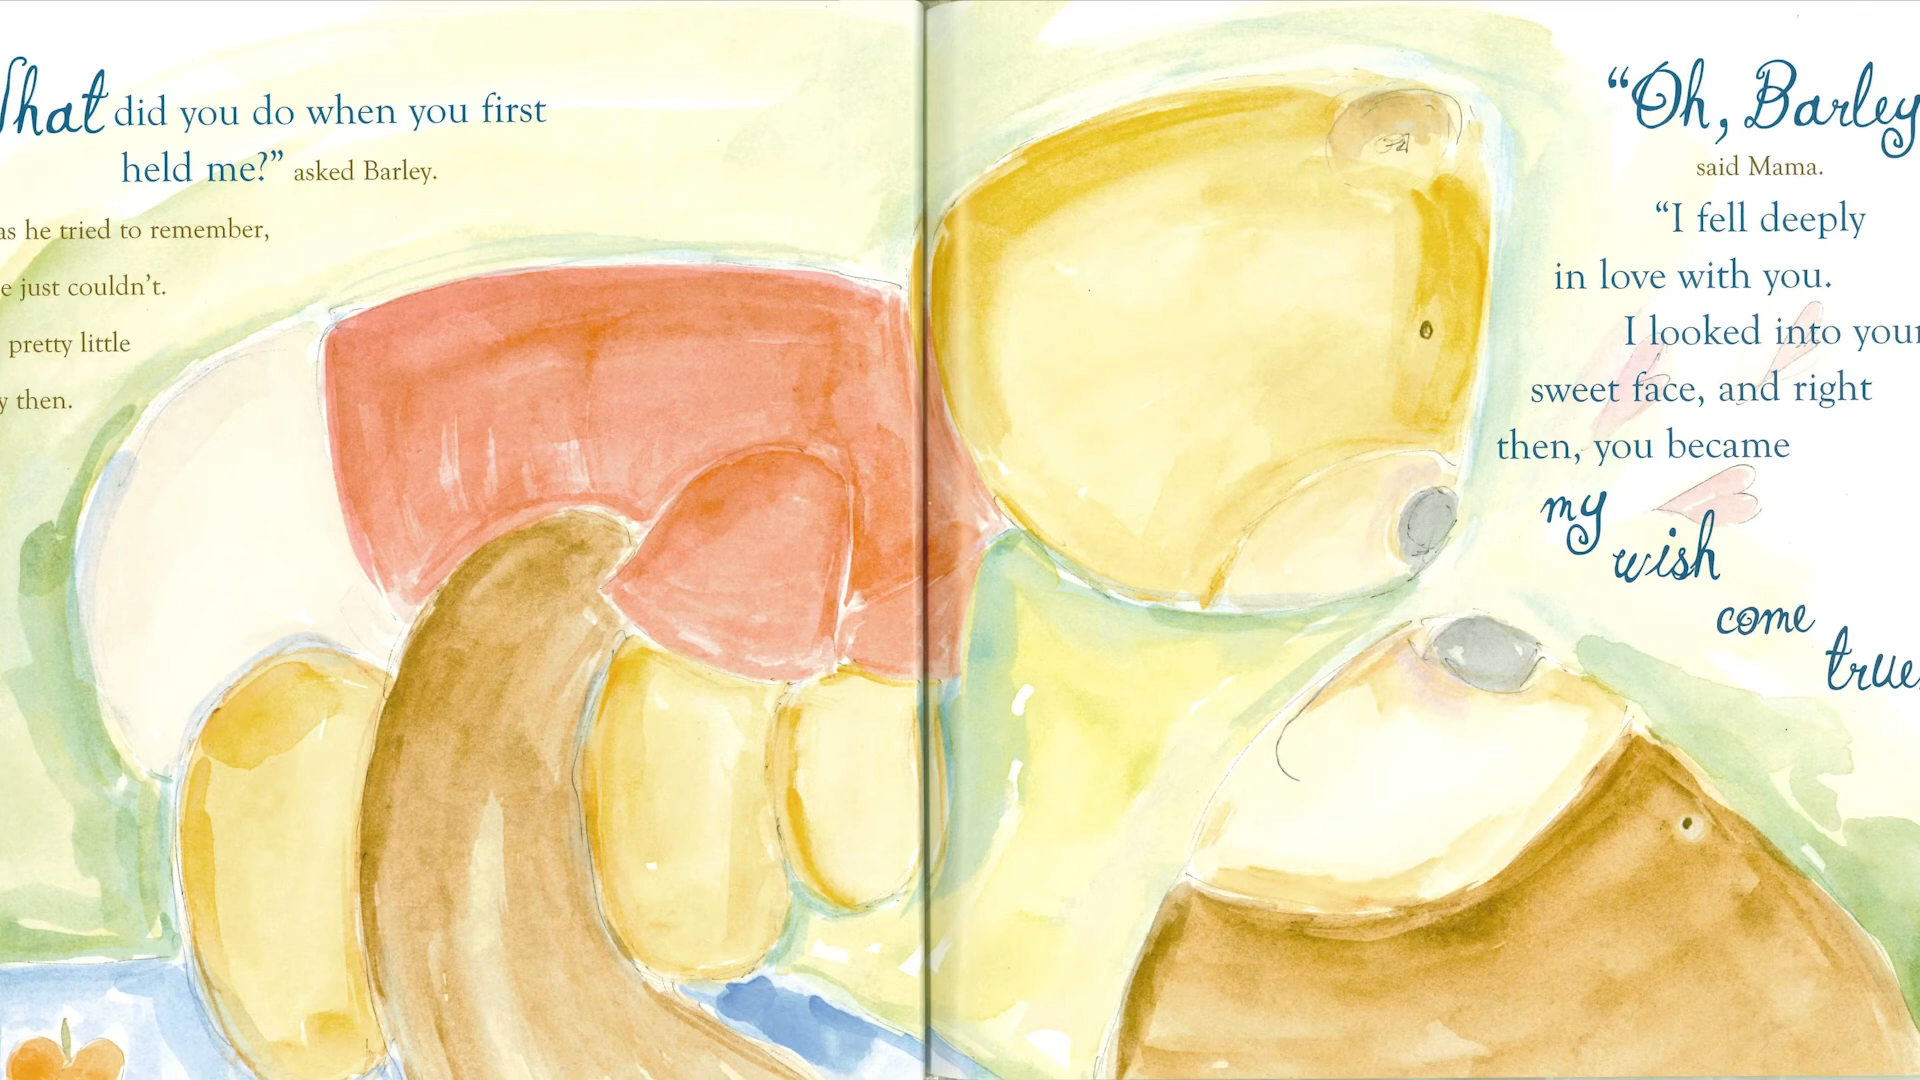 What did you do when you first
held me?” asked Barley.
as he tried to remember,
just couldn’t.
pretty little
then.
“Oh, Barley
said Mama.
“I fell deeply
in love with you.
I looked into your
sweet face, and right
then, you became
my
wish
come
true.